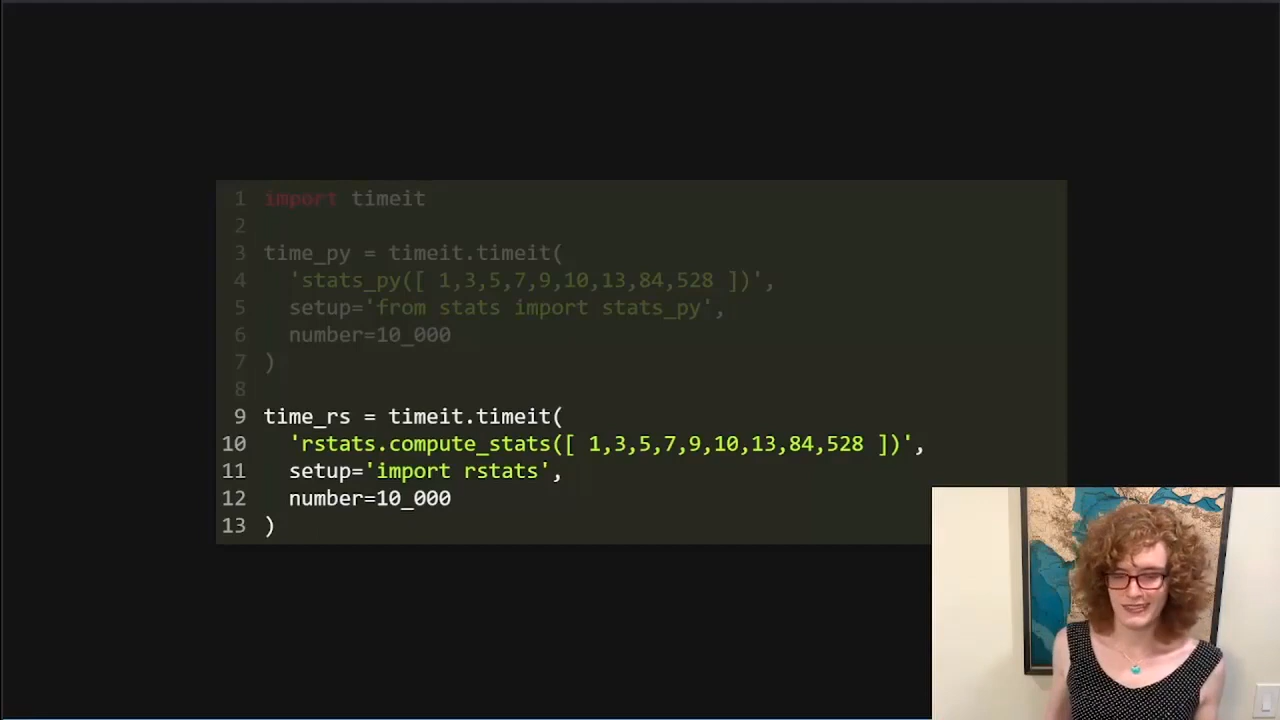 1 import timeit
2
3 time_py = timeit.timeit(
4 'stats_py([ 1,3,5,7,9,10,13,84,528 ])',
5 setup='from stats import stats_py',
6 number=10_000
7 )
8
9 time_rs = timeit.timeit(
10 'rstats.compute_stats([ 1,3,5,7,9,10,13,84,528 ])',
11 setup='import rstats',
12 number=10_000
13 )